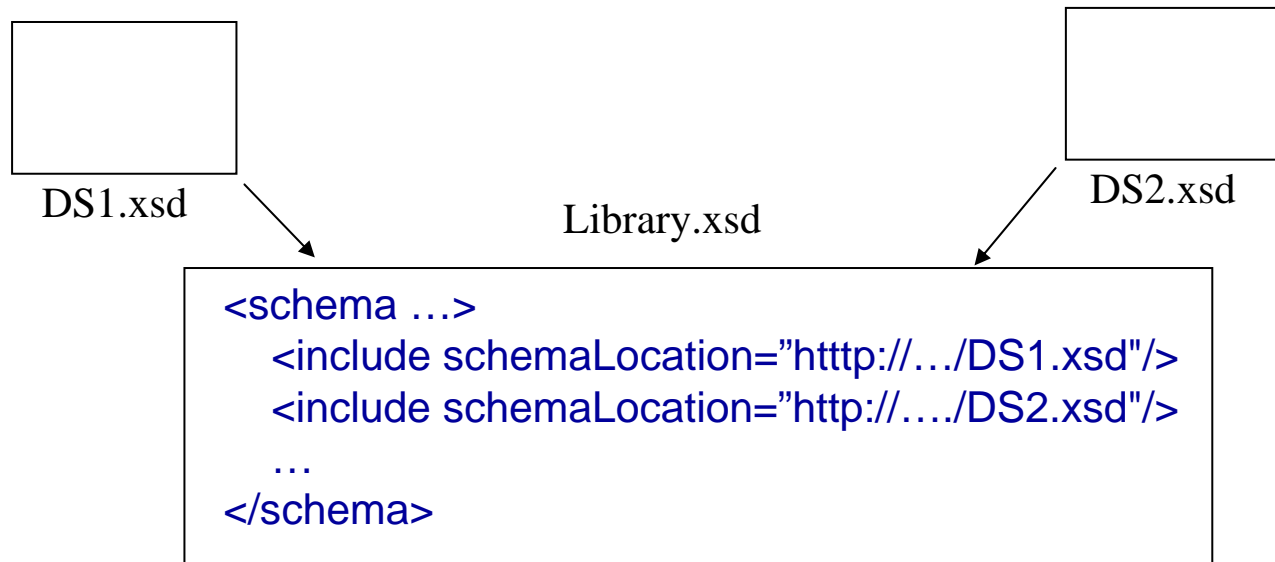 DS1.xsd
DS2.xsd
Library.xsd
<schema …>
<include schemaLocation=”htttp://…/DS1.xsd"/>
<include schemaLocation=”http://…./DS2.xsd"/>
…
</schema>